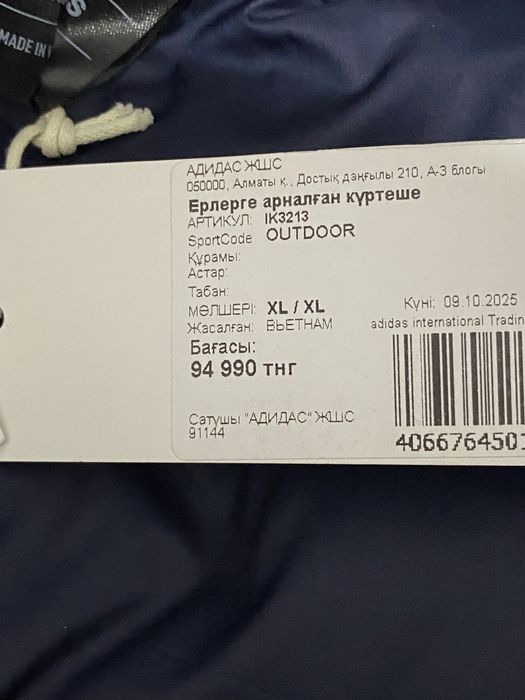 MADE IN
АДИДАС ЖШС
050000, Алматы қ., Достық даңғылы 210, А-3 блогы
Ерлерге арналған күртеше
АРТИКУЛ: IK3213
SportCode OUTDOOR
Құрамы:
Астар:
Табан:
МӨЛШЕРІ: XL / XL
Күні: 09.10.2025
Жасалған: ВЬЕТНАМ
adidas international Tradin
Бағасы:
94 990 ТНГ
Сатушы "АДИДАС" ЖШС
91144
406676450